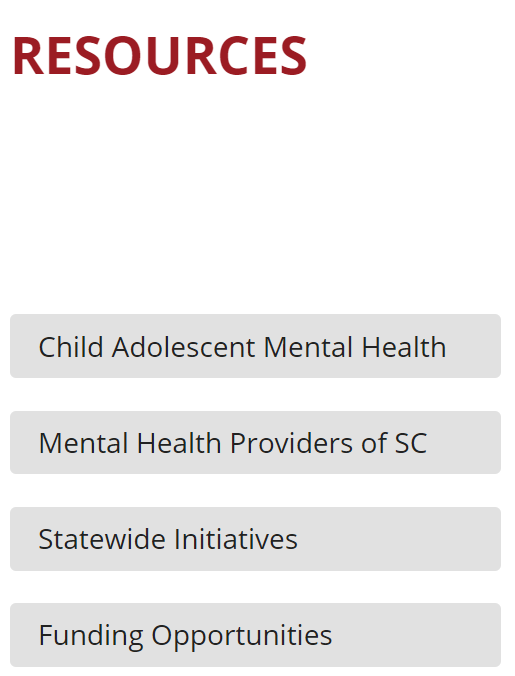 RESOURCES
Child Adolescent Mental Health
Mental Health Providers of SC
Statewide Initiatives
Funding Opportunities